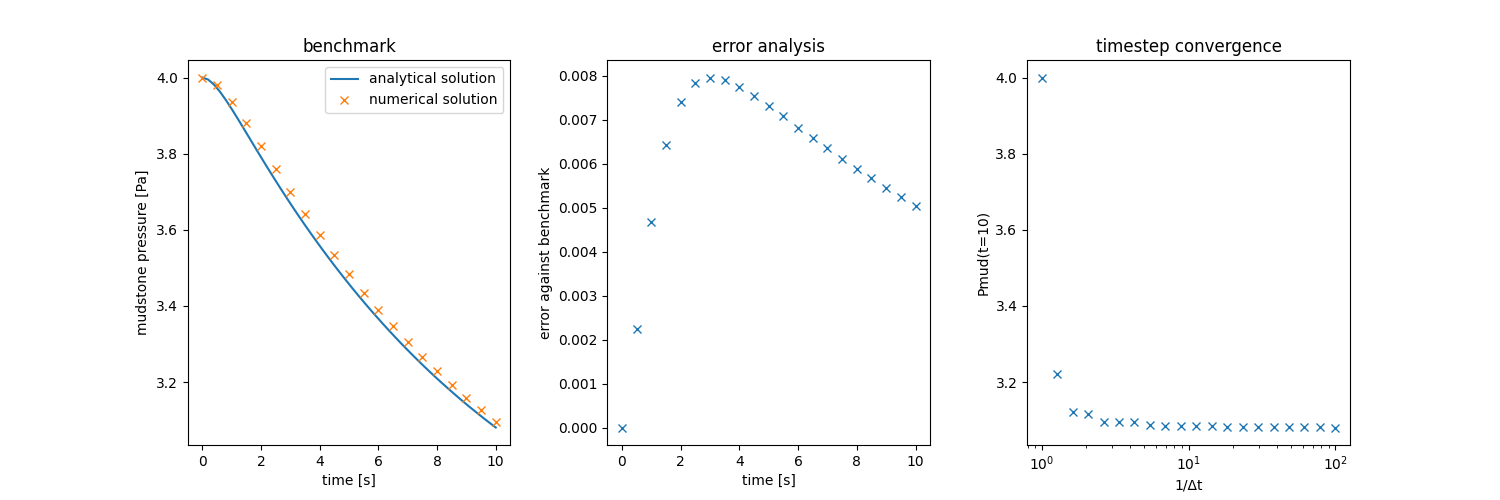 benchmark
mudstone pressure [Pa]
4.0
3.8
3.6
3.4
3.2
analytical solution
numerical solution
0 2 4 6 8 10
time [s]
error analysis
error against benchmark
0.008
0.007
0.006
0.005
0.004
0.003
0.002
0.001
0.000
0 2 4 6 8 10
time [s]
timestep convergence
Pmud(t=10)
4.0
3.8
3.6
3.4
3.2
10⁰ 10¹ 10²
1/Δt